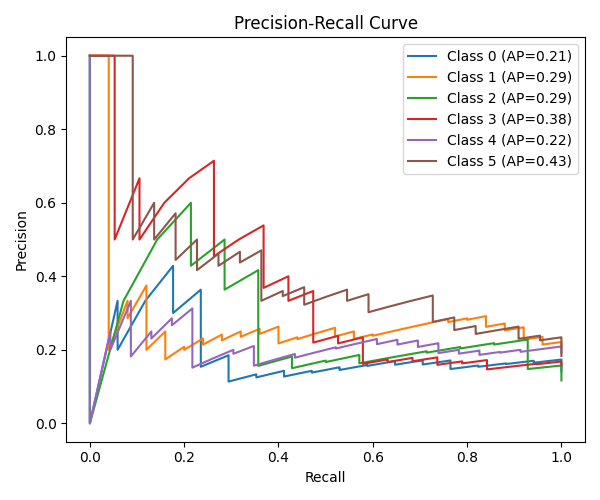 Precision-Recall Curve
Class 0 (AP=0.21)
Class 1 (AP=0.29)
Class 2 (AP=0.29)
Class 3 (AP=0.38)
Class 4 (AP=0.22)
Class 5 (AP=0.43)
Precision
1.0
0.8
0.6
0.4
0.2
0.0
0.0 0.2 0.4 0.6 0.8 1.0
Recall